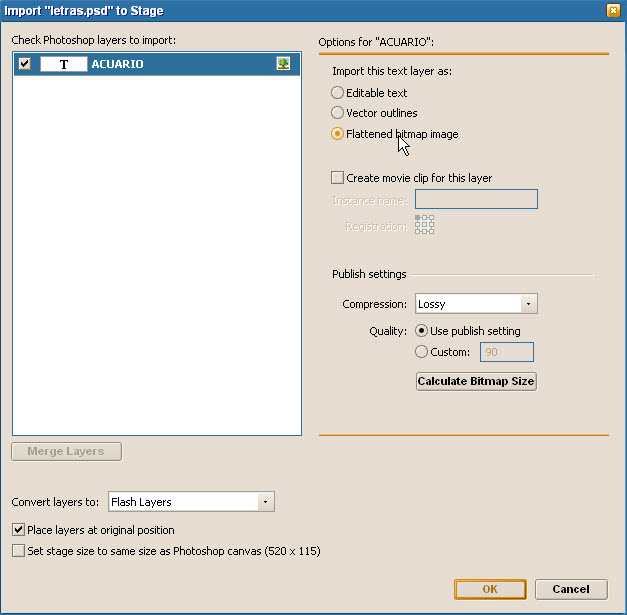 Import "letras.psd" to Stage
Check Photoshop layers to import:
T ACUARIO
Merge Layers
Convert layers to: Flash Layers
Place layers at original position
Set stage size to same size as Photoshop canvas (520 x 115)
Options for "ACUARIO":
Import this text layer as:
Editable text
Vector outlines
Flattened bitmap image
Create movie clip for this layer
Instance name:
Registration:
Publish settings
Compression: Lossy
Quality: Use publish setting
Custom: 90
Calculate Bitmap Size
OK Cancel